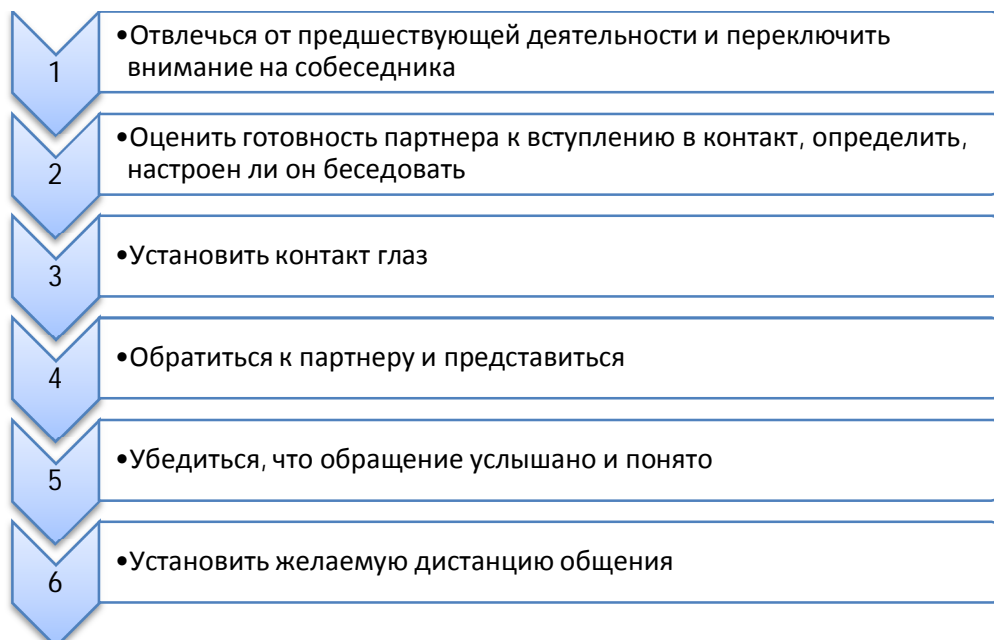 1
•Отвлечься от предшествующей деятельности и переключить
внимание на собеседника
2
•Оценить готовность партнера к вступлению в контакт, определить,
настроен ли он беседовать
3
•Установить контакт глаз
4
•Обратиться к партнеру и представиться
5
•Убедиться, что обращение услышано и понято
6
•Установить желаемую дистанцию общения